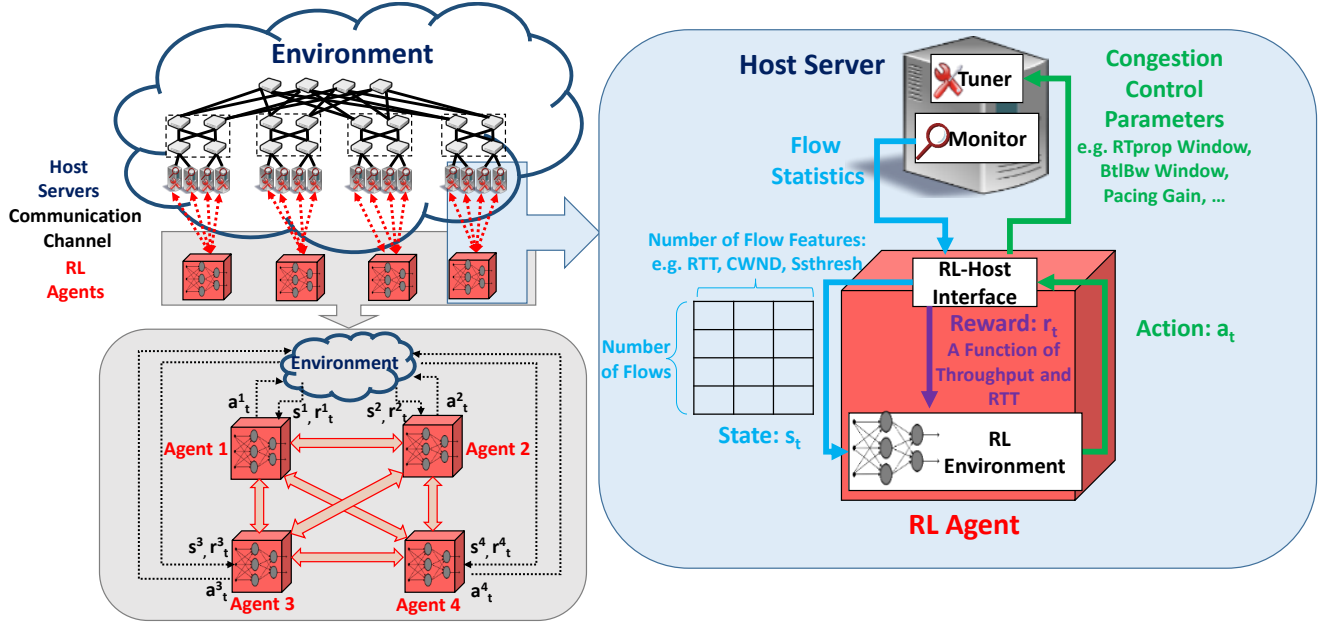 Environment
Host
Servers
Communication
Channel
RL
Agents
Environment
a¹ₜ
s¹, r¹ₜ
s², r²ₜ
a²ₜ
Agent 1
Agent 2
s³, r³ₜ
s⁴, r⁴ₜ
a³ₜ
a⁴ₜ
Agent 3
Agent 4
Host Server
Tuner
Monitor
Flow
Statistics
Congestion
Control
Parameters
e.g. RTprop Window,
BtlBw Window,
Pacing Gain, ...
Number of Flow Features:
e.g. RTT, CWND, Ssthresh
Number
of Flows
State: sₜ
RL-Host
Interface
Reward: rₜ
A Function of
Throughput and
RTT
Action: aₜ
RL
Environment
RL Agent